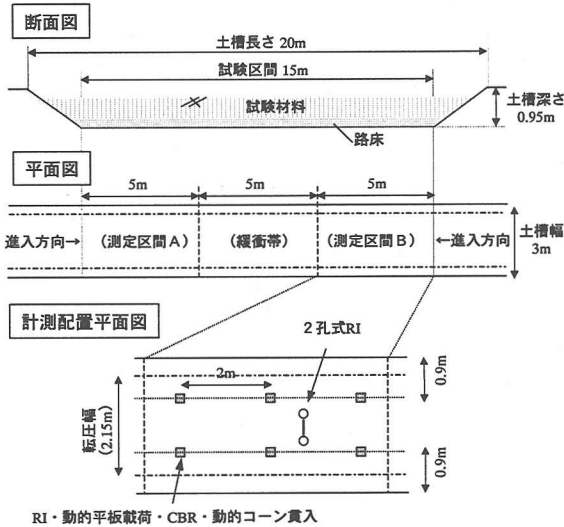 断面図
土槽長さ 20m
試験区間 15m
試験材料
土槽深さ
0.95m
路床
平面図
5m
5m
5m
進入方向→
(測定区間A)
(緩衝帯)
(測定区間B)
←進入方向
土槽幅
3m
計測配置平面図
2孔式RI
2m
0.9m
転圧幅
(2.15m)
0.9m
RI・動的平板載荷・CBR・動的コーン貫入